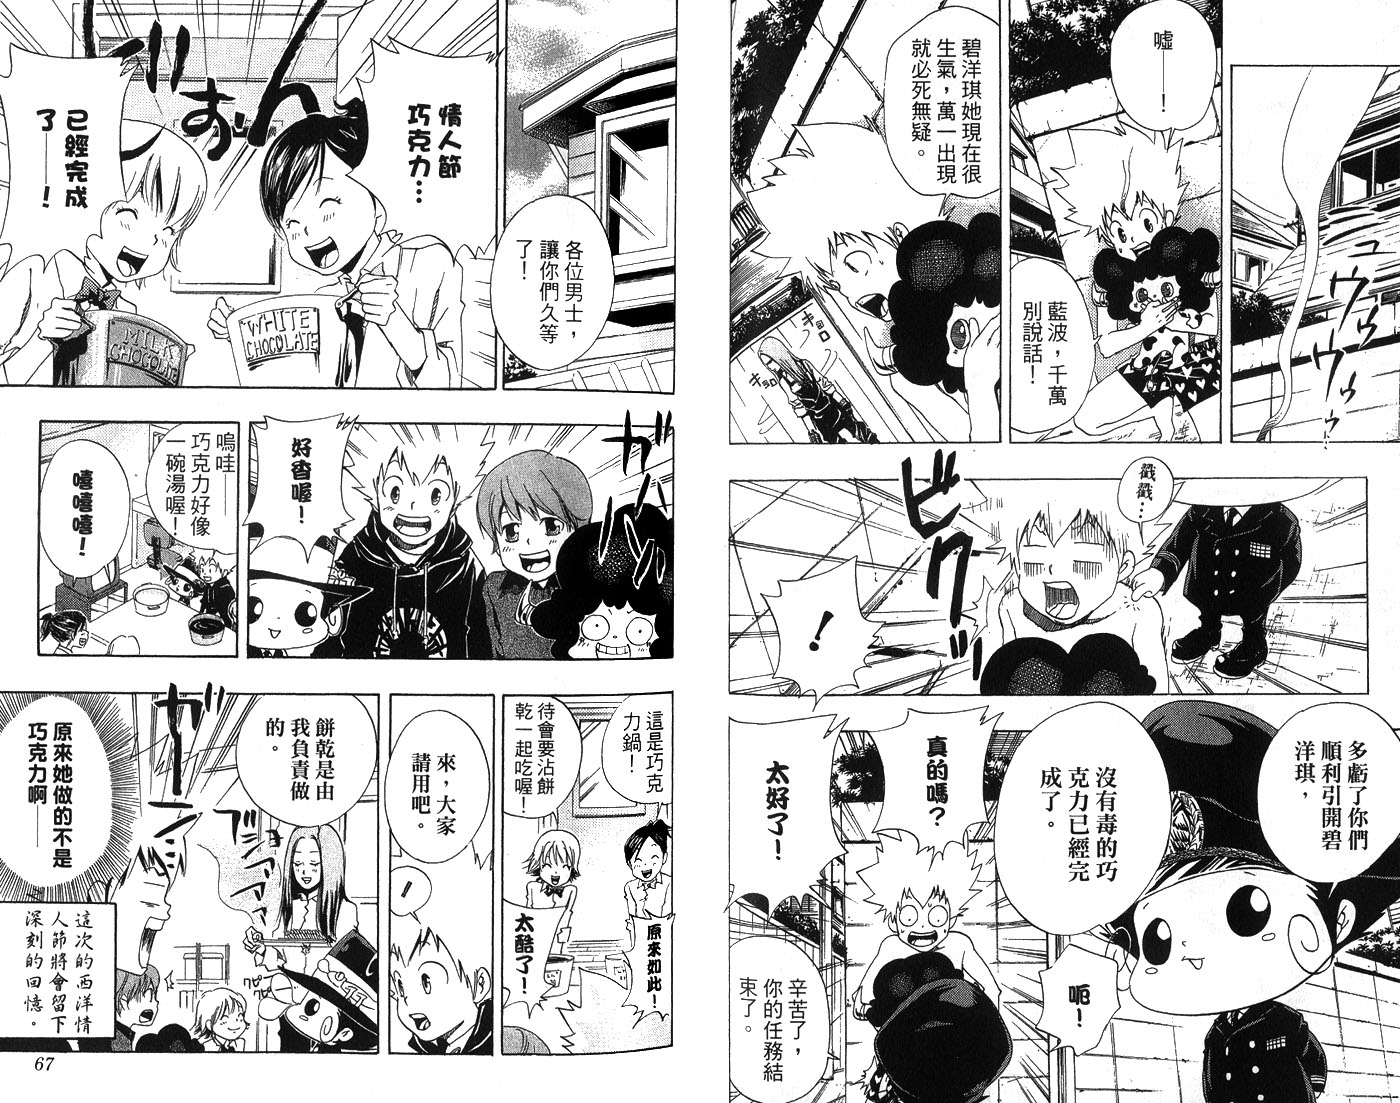 噓——！
藍波，千萬
別說話！
碧洋琪她現在很
生氣，萬一出現
就必死無疑。
キョロ
キョロ
戳戳…
ビクッ
！
多虧了你們
順利引開碧
洋琪，
沒有毒的巧
克力已經完
成了。
呃！
真的嗎？
太好了！
辛苦了，
你的任務結
束了。
各位男士，
讓你們久等
了！
情人節
巧克力…
已經完成
了——！
じゃーん
WHITE
CHOCOLATE
MILK
CHOCOLATE
好香喔！
嗚哇——
巧克力好像
一碗湯喔！
嘻嘻嘻！
這是巧克
力鍋！
待會要沾餅
乾一起吃喔！
原來如此！
太酷了！
來，大家
請用吧。
！
餅乾是由
我負責做
的。
ガーン
原來她做的不是
巧克力啊——
這次的西洋情
人節將會留下
深刻的回憶。
67